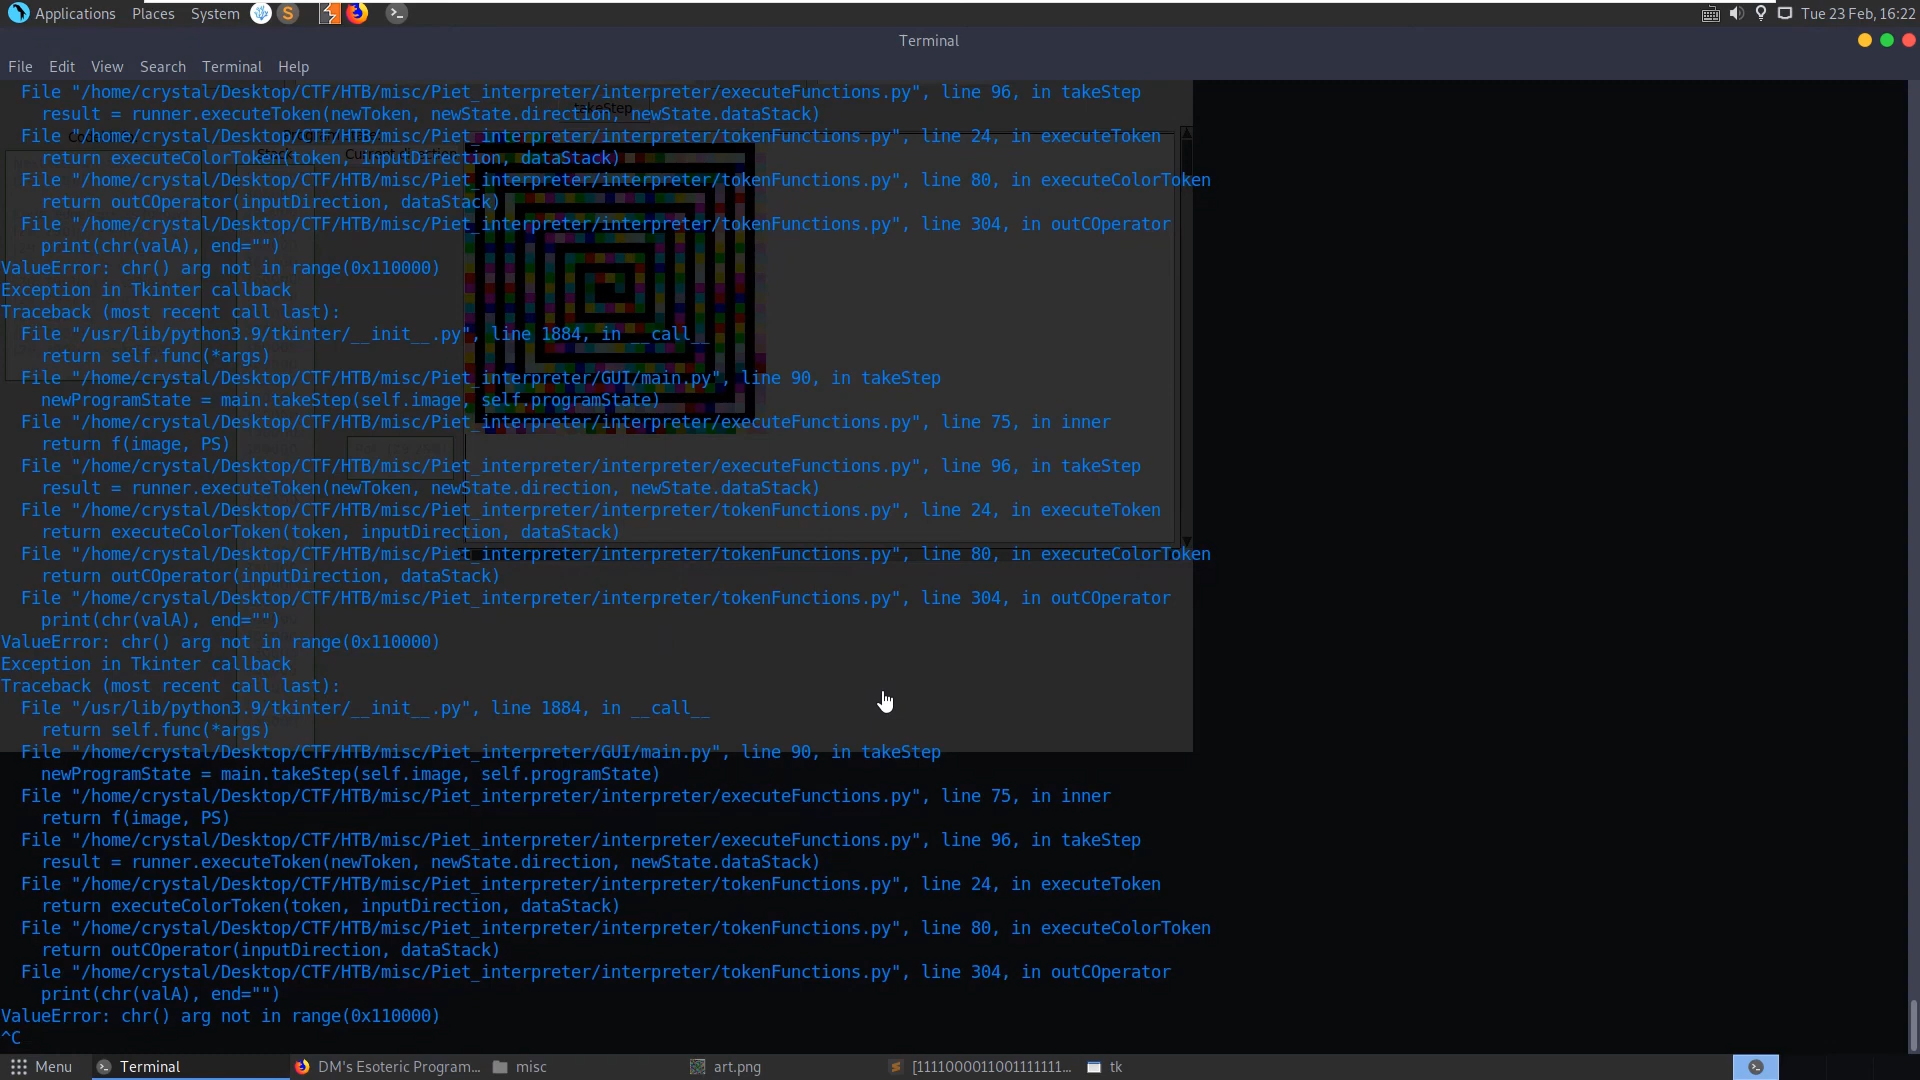 Applications Places System Tue 23 Feb, 16:22
Terminal
File Edit View Search Terminal Help
File "/home/crystal/Desktop/CTF/HTB/misc/Piet_interpreter/interpreter/executeFunctions.py", line 96, in takeStep
result = runner.executeToken(newToken, newState.direction, newState.dataStack)
File "/home/crystal/Desktop/CTF/HTB/misc/Piet_interpreter/interpreter/tokenFunctions.py", line 24, in executeToken
return executeColorToken(token, inputDirection, dataStack)
File "/home/crystal/Desktop/CTF/HTB/misc/Piet_interpreter/interpreter/tokenFunctions.py", line 80, in executeColorToken
return outCOperator(inputDirection, dataStack)
File "/home/crystal/Desktop/CTF/HTB/misc/Piet_interpreter/interpreter/tokenFunctions.py", line 304, in outCOperator
print(chr(valA), end="")
ValueError: chr() arg not in range(0x110000)
Exception in Tkinter callback
Traceback (most recent call last):
File "/usr/lib/python3.9/tkinter/__init__.py", line 1884, in __call__
return self.func(*args)
File "/home/crystal/Desktop/CTF/HTB/misc/Piet_interpreter/GUI/main.py", line 90, in takeStep
newProgramState = main.takeStep(self.image, self.programState)
File "/home/crystal/Desktop/CTF/HTB/misc/Piet_interpreter/interpreter/executeFunctions.py", line 75, in inner
return f(image, PS)
File "/home/crystal/Desktop/CTF/HTB/misc/Piet_interpreter/interpreter/executeFunctions.py", line 96, in takeStep
result = runner.executeToken(newToken, newState.direction, newState.dataStack)
File "/home/crystal/Desktop/CTF/HTB/misc/Piet_interpreter/interpreter/tokenFunctions.py", line 24, in executeToken
return executeColorToken(token, inputDirection, dataStack)
File "/home/crystal/Desktop/CTF/HTB/misc/Piet_interpreter/interpreter/tokenFunctions.py", line 80, in executeColorToken
return outCOperator(inputDirection, dataStack)
File "/home/crystal/Desktop/CTF/HTB/misc/Piet_interpreter/interpreter/tokenFunctions.py", line 304, in outCOperator
print(chr(valA), end="")
ValueError: chr() arg not in range(0x110000)
Exception in Tkinter callback
Traceback (most recent call last):
File "/usr/lib/python3.9/tkinter/__init__.py", line 1884, in __call__
return self.func(*args)
File "/home/crystal/Desktop/CTF/HTB/misc/Piet_interpreter/GUI/main.py", line 90, in takeStep
newProgramState = main.takeStep(self.image, self.programState)
File "/home/crystal/Desktop/CTF/HTB/misc/Piet_interpreter/interpreter/executeFunctions.py", line 75, in inner
return f(image, PS)
File "/home/crystal/Desktop/CTF/HTB/misc/Piet_interpreter/interpreter/executeFunctions.py", line 96, in takeStep
result = runner.executeToken(newToken, newState.direction, newState.dataStack)
File "/home/crystal/Desktop/CTF/HTB/misc/Piet_interpreter/interpreter/tokenFunctions.py", line 24, in executeToken
return executeColorToken(token, inputDirection, dataStack)
File "/home/crystal/Desktop/CTF/HTB/misc/Piet_interpreter/interpreter/tokenFunctions.py", line 80, in executeColorToken
return outCOperator(inputDirection, dataStack)
File "/home/crystal/Desktop/CTF/HTB/misc/Piet_interpreter/interpreter/tokenFunctions.py", line 304, in outCOperator
print(chr(valA), end="")
ValueError: chr() arg not in range(0x110000)
^C
Menu Terminal DM's Esoteric Program... misc art.png [1111000011001111111... tk